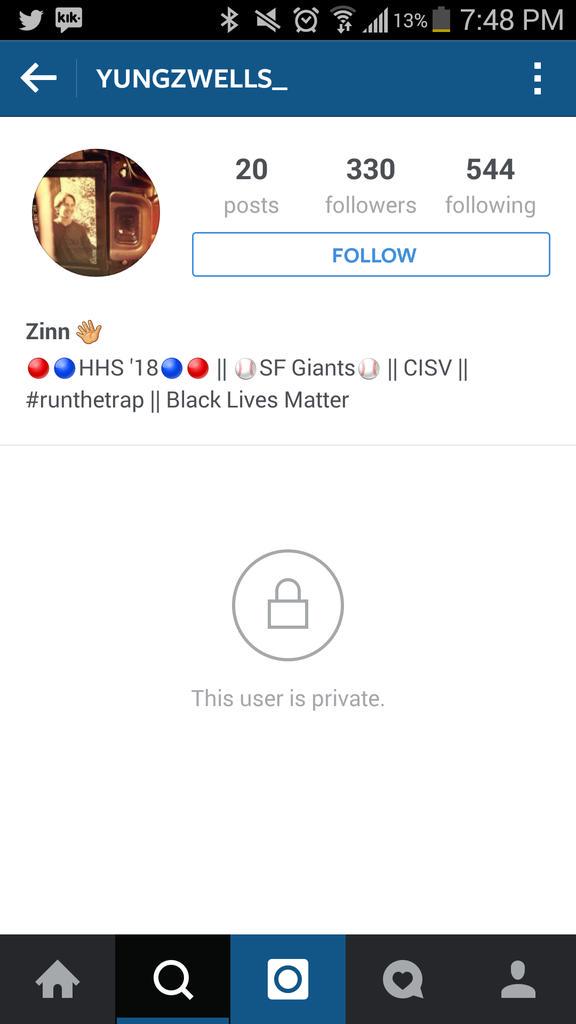 kik.
13% 7:48 PM
YUNGZWELLS_
20 330 544
posts followers following
FOLLOW
Zinn 👋
🔴🔵HHS '18🔵🔴 || ⚾SF Giants⚾ || CISV ||
#runthetrap || Black Lives Matter
This user is private.